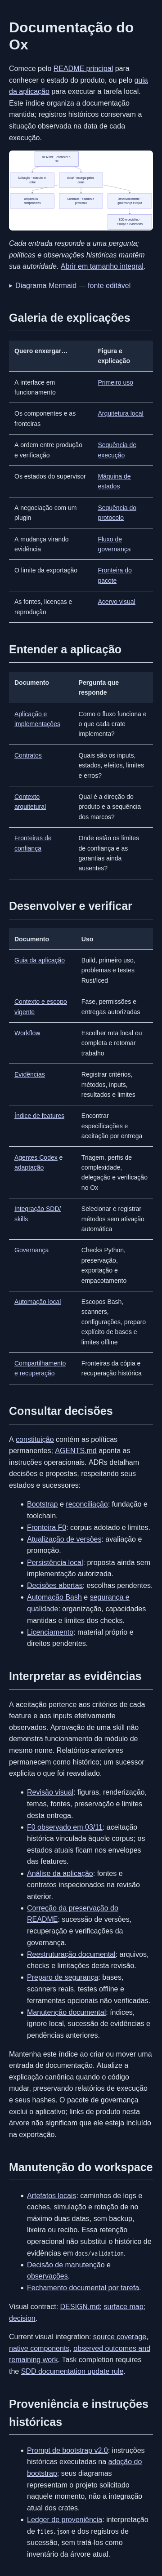 Documentação do
Ox
Comece pelo README principal para
conhecer o estado do produto, ou pelo guia
da aplicação para executar a tarefa local.
Este índice organiza a documentação
mantida; registros históricos conservam a
situação observada na data de cada
execução.
Cada entrada responde a uma pergunta;
políticas e observações históricas mantêm
sua autoridade. Abrir em tamanho integral.
▸ Diagrama Mermaid — fonte editável
Galeria de explicações
Quero enxergar… Figura e
explicação
A interface em Primeiro uso
funcionamento
Os componentes e as Arquitetura local
fronteiras
A ordem entre produção Sequência de
e verificação execução
Os estados do supervisor Máquina de
estados
A negociação com um Sequência do
plugin protocolo
A mudança virando Fluxo de
evidência governança
O limite da exportação Fronteira do
pacote
As fontes, licenças e Acervo visual
reprodução
Entender a aplicação
Documento Pergunta que
responde
Aplicação e Como o fluxo funciona e
implementações o que cada crate
implementa?
Contratos Quais são os inputs,
estados, efeitos, limites
e erros?
Contexto Qual é a direção do
arquitetural produto e a sequência
dos marcos?
Fronteiras de Onde estão os limites
confiança de confiança e as
garantias ainda
ausentes?
Desenvolver e verificar
Documento Uso
Guia da aplicação Build, primeiro uso,
problemas e testes
Rust/Iced
Contexto e escopo Fase, permissões e
vigente entregas autorizadas
Workflow Escolher rota local ou
completa e retomar
trabalho
Evidências Registrar critérios,
métodos, inputs,
resultados e limites
Índice de features Encontrar
especificações e
aceitação por entrega
Agentes Codex e Triagem, perfis de
adaptação complexidade,
delegação e verificação
no Ox
Integração SDD/ Selecionar e registrar
skills métodos sem ativação
automática
Governança Checks Python,
preservação,
exportação e
empacotamento
Automação local Escopos Bash,
scanners,
configurações, preparo
explícito de bases e
limites offline
Compartilhamento Fronteiras da cópia e
e recuperação recuperação histórica
Consultar decisões
A constituição contém as políticas
permanentes; AGENTS.md aponta as
instruções operacionais. ADRs detalham
decisões e propostas, respeitando seus
estados e sucessores:
• Bootstrap e reconciliação: fundação e
toolchain.
• Fronteira F0: corpus adotado e limites.
• Atualização de versões: avaliação e
promoção.
• Persistência local: proposta adiada sem
implementação autorizada.
• Decisões abertas: escolhas pendentes.
• Automação Bash e segurança e
qualidade: organização, capacidades
mantidas e limites dos checks.
• Licenciamento: material próprio e
direitos pendentes.
Interpretar as evidências
A aceitação pertence aos critérios de cada
feature e aos inputs efetivamente
observados. Aprovação de uma skill não
demonstra funcionamento do módulo de
mesmo nome. Relatórios anteriores
permanecem como histórico; um sucessor
explicita o que foi reavaliado.
• Revisão visual: figuras, renderização,
temas, fontes, preservação e limites
desta entrega.
• F0 observado em 03/11: aceitação
histórica vinculada àquele corpus; os
estados atuais ficam nos envelopes
das features.
• Análise da aplicação: fontes e
contratos inspecionados na revisão
anterior.
• Correção da preservação do
README: sucessão de versões,
recuperação e verificações da
governança.
• Reestruturação documental: arquivos,
checks e limitações desta revisão.
• Preparo de segurança: bases,
scanners reais, testes offline e
ferramentas opcionais não verificadas.
• Manutenção documental: índices,
ignore local, sucessão de evidências e
pendências anteriores.
Mantenha este índice ao criar ou mover uma
entrada de documentação. Atualize a
explicação canônica quando o código
mudar, preservando relatórios de execução
e seus hashes. O pacote de governança
exclui o aplicativo; links de produto nessa
árvore não significam que ele esteja incluído
na exportação.
Manutenção do workspace
• Artefatos locais: caminhos de logs e
caches, simulação e rotação de no
máximo duas datas, sem backup,
lixeira ou recibo. Essa remoção
operacional não substitui o histórico de
evidências em docs/validation.
• Decisão de manutenção e
observações.
• Fechamento documental por tarefa.
Visual contract: DESIGN.md; surface map;
decision.
Current visual integration: source coverage,
native components, observed outcomes and
remaining work. Task completion requires
the SDD documentation update rule.
Proveniência e instruções
históricas
• Prompt de bootstrap v2.0: instruções
históricas executadas na adoção do
bootstrap; seus diagramas
representam o projeto solicitado
naquele momento, não a integração
atual dos crates.
• Ledger de proveniência: interpretação
de files.json e dos registros de
sucessão, sem tratá-los como
inventário da árvore atual.